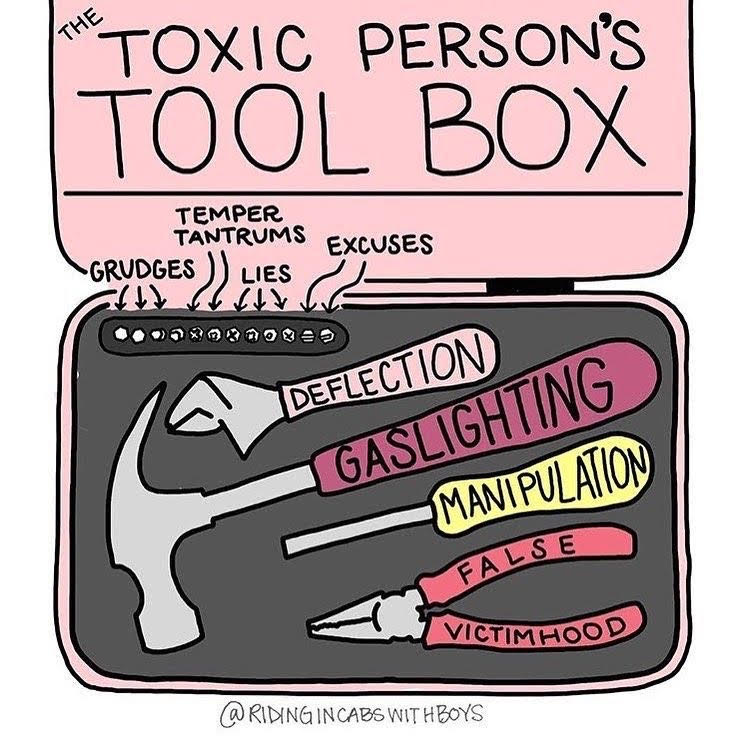 THE
TOXIC PERSON'S
TOOL BOX
TEMPER
TANTRUMS
EXCUSES
GRUDGES
LIES
DEFLECTION
GASLIGHTING
MANIPULATION
FALSE
VICTIMHOOD
@RIDINGINCABSWITHBOYS